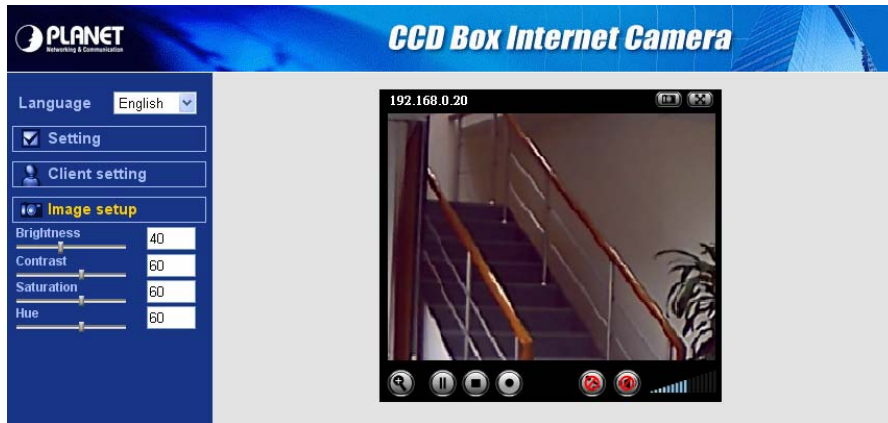 PLANET
Networking & Communication
CCD Box Internet Camera
Language English
Setting
Client setting
Image setup
Brightness 40
Contrast 60
Saturation 60
Hue 60
192.168.0.20